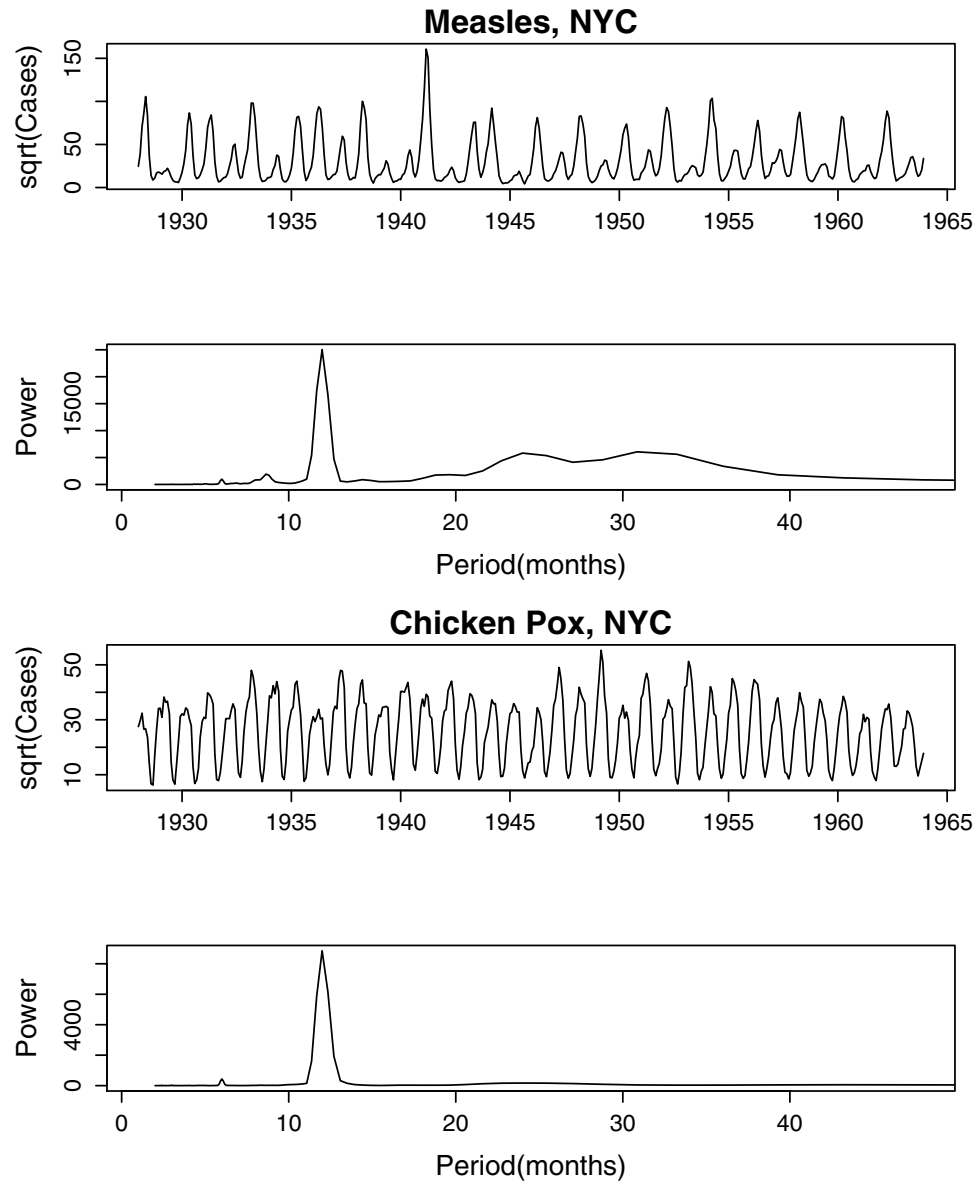 Measles, NYC
sqrt(Cases)
150
50
0
1930 1935 1940 1945 1950 1955 1960 1965
Power
15000
0
0 10 20 30 40
Period(months)
Chicken Pox, NYC
sqrt(Cases)
50
30
10
1930 1935 1940 1945 1950 1955 1960 1965
Power
4000
0
0 10 20 30 40
Period(months)